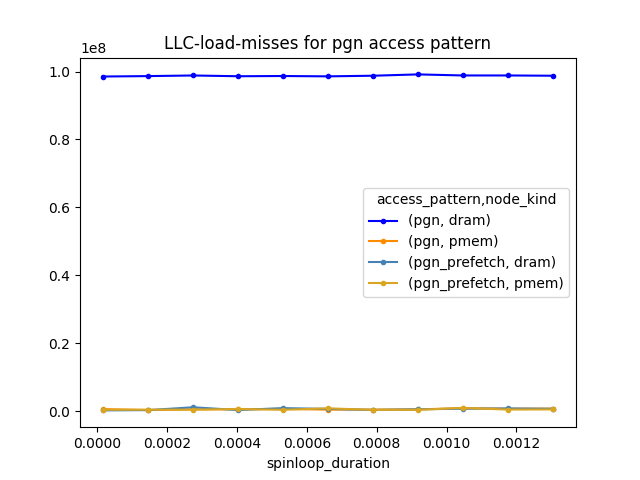 LLC-load-misses for pgn access pattern
1e8
1.0
0.8
0.6
0.4
0.2
0.0
access_pattern,node_kind
(pgn, dram)
(pgn, pmem)
(pgn_prefetch, dram)
(pgn_prefetch, pmem)
0.0000 0.0002 0.0004 0.0006 0.0008 0.0010 0.0012
spinloop_duration